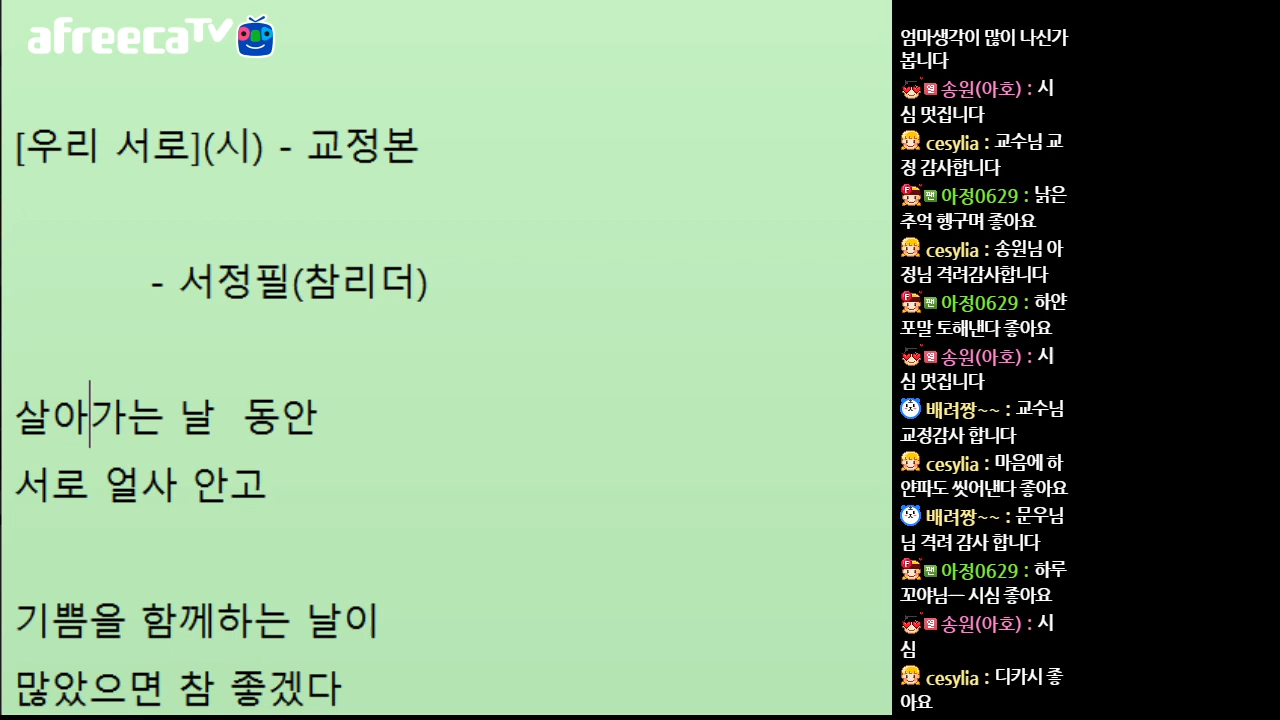 afreecaTV
[우리 서로](시) - 교정본
- 서정필(참리더)
살아가는 날 동안
서로 얼사 안고
기쁨을 함께하는 날이
많았으면 참 좋겠다
엄마생각이 많이 나신가
봅니다
열 송원(아호) : 시
심 멋집니다
cesylia : 교수님 교
정 감사합니다
팬 아정0629 : 낡은
추억 헹구며 좋아요
cesylia : 송원님 아
정님 격려감사합니다
팬 아정0629 : 하얀
포말 토해낸다 좋아요
열 송원(아호) : 시
심 멋집니다
배려짱~~ : 교수님
교정감사 합니다
cesylia : 마음에 하
얀파도 씻어낸다 좋아요
배려짱~~ : 문우님
님 격려 감사 합니다
팬 아정0629 : 하루
꼬야님ㅡ 시심 좋아요
열 송원(아호) : 시
심
cesylia : 디카시 좋
아요